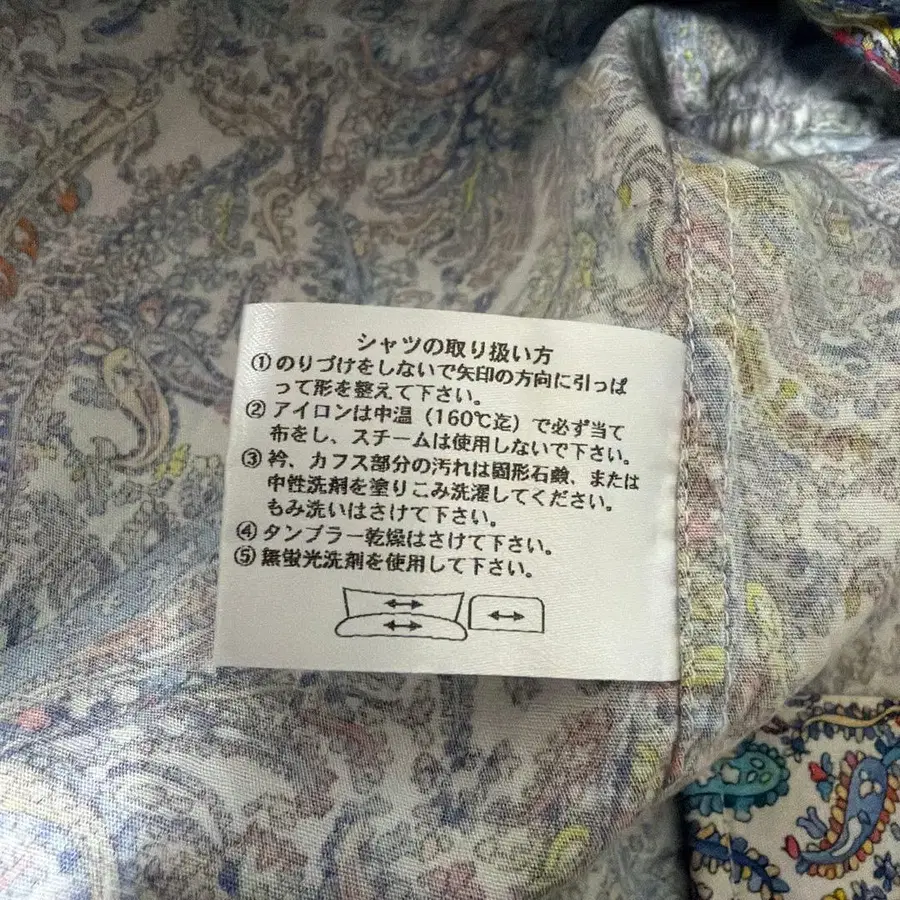 シャツの取り扱い方
①のりづけをしないで矢印の方向に引っぱ
って形を整えて下さい。
②アイロンは中温（160℃迄）で必ず当て
布をし、スチームは使用しないで下さい。
③衿、カフス部分の汚れは固形石鹸、または
中性洗剤を塗りこみ洗濯してください。
もみ洗いはさけて下さい。
④タンブラー乾燥はさけて下さい。
⑤無蛍光洗剤を使用して下さい。